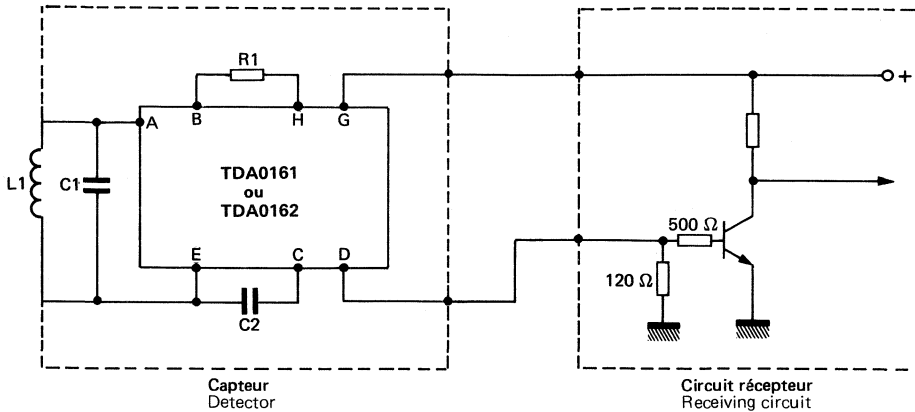 R1
+
A
B
H
G
TDA0161
ou
TDA0162
L1
C1
500 Ω
E
C
D
120 Ω
C2
Capteur
Detector
Circuit récepteur
Receiving circuit